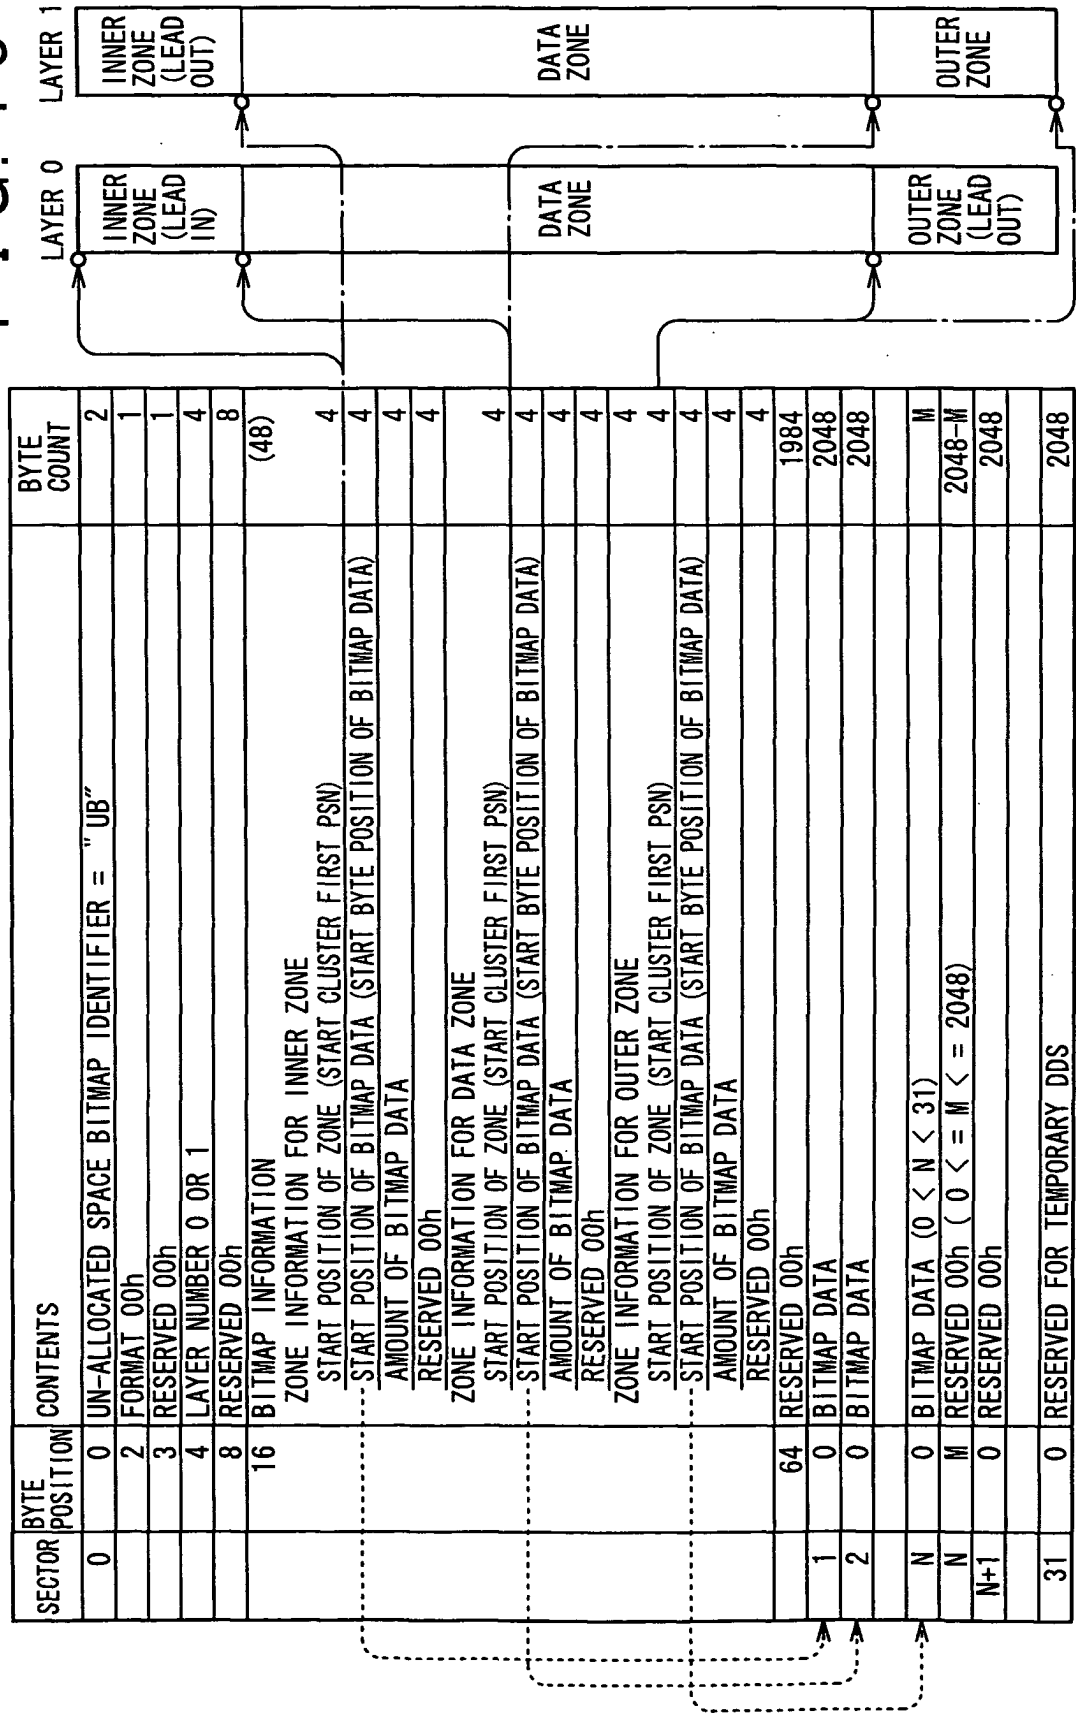 SECTOR BYTE POSITION CONTENTS BYTE COUNT
0 0 UN-ALLOCATED SPACE BITMAP IDENTIFIER = "UB" 2
2 FORMAT 00h 1
3 RESERVED 00h 1
4 LAYER NUMBER 0 OR 1 4
8 RESERVED 00h 8
16 BITMAP INFORMATION (48)
ZONE INFORMATION FOR INNER ZONE
START POSITION OF ZONE (START CLUSTER FIRST PSN) 4
START POSITION OF BITMAP DATA (START BYTE POSITION OF BITMAP DATA) 4
AMOUNT OF BITMAP DATA 4
RESERVED 00h 4
ZONE INFORMATION FOR DATA ZONE
START POSITION OF ZONE (START CLUSTER FIRST PSN) 4
START POSITION OF BITMAP DATA (START BYTE POSITION OF BITMAP DATA) 4
AMOUNT OF BITMAP DATA 4
RESERVED 00h 4
ZONE INFORMATION FOR OUTER ZONE 4
START POSITION OF ZONE (START CLUSTER FIRST PSN) 4
START POSITION OF BITMAP DATA (START BYTE POSITION OF BITMAP DATA) 4
AMOUNT OF BITMAP DATA 4
RESERVED 00h 4
64 RESERVED 00h 1984
1 0 BITMAP DATA 2048
2 0 BITMAP DATA 2048
N 0 BITMAP DATA (0 < N < 31) M
N M RESERVED 00h ( 0 < = M < = 2048) 2048-M
N+1 0 RESERVED 00h 2048
31 0 RESERVED FOR TEMPORARY DDS 2048
LAYER 0
INNER
ZONE
(LEAD
IN)
DATA
ZONE
OUTER
ZONE
(LEAD
OUT)
LAYER 1
INNER
ZONE
(LEAD
OUT)
DATA
ZONE
OUTER
ZONE